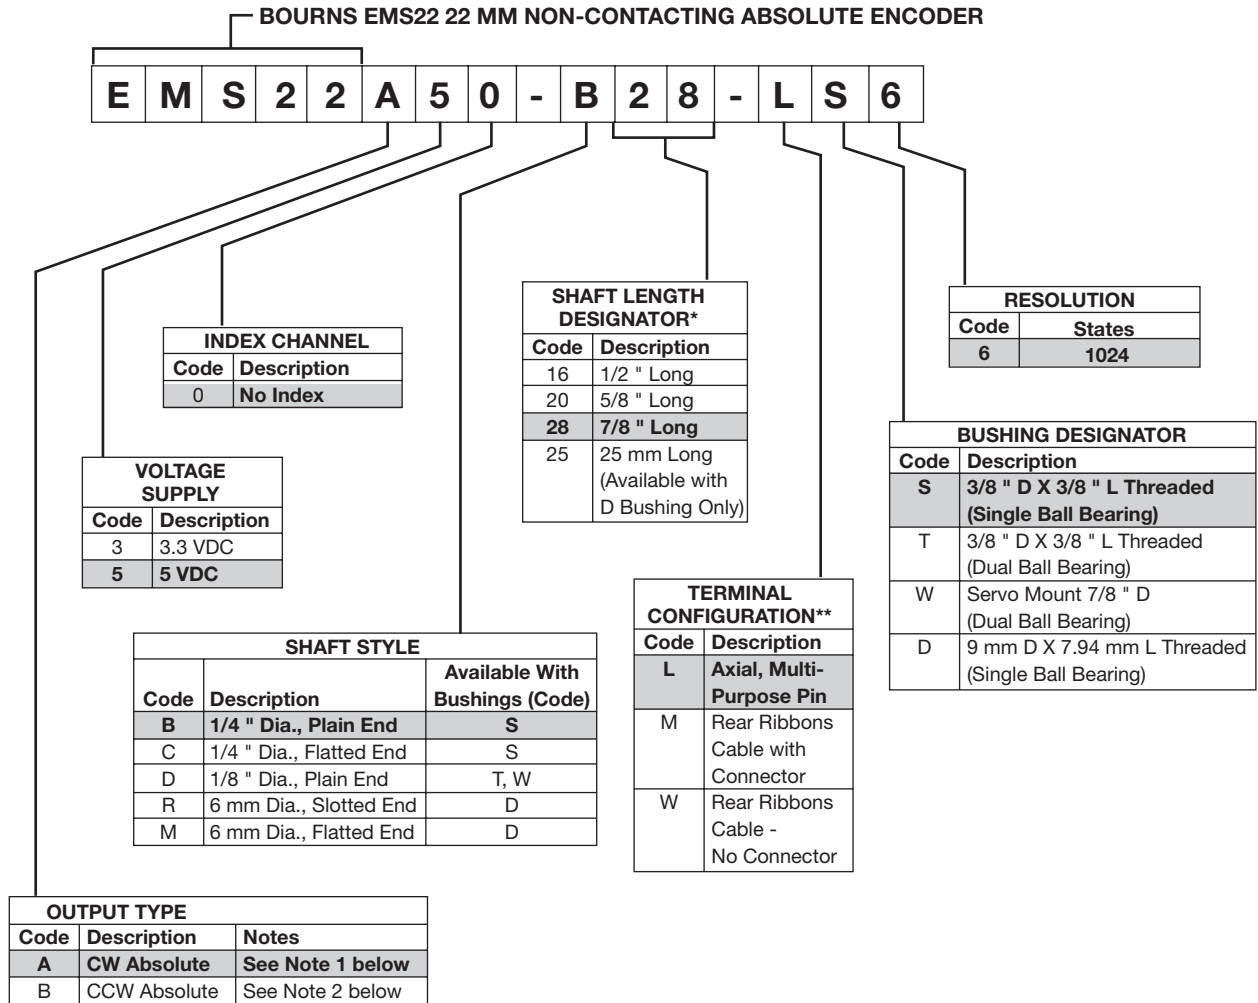 BOURNS EMS22 22 MM NON-CONTACTING ABSOLUTE ENCODER
E M S 2 2 A 5 0 - B 2 8 - L S 6
INDEX CHANNEL
Code Description
0 No Index
VOLTAGE
SUPPLY
Code Description
3 3.3 VDC
5 5 VDC
SHAFT LENGTH
DESIGNATOR*
Code Description
16 1/2 " Long
20 5/8 " Long
28 7/8 " Long
25 25 mm Long
(Available with
D Bushing Only)
RESOLUTION
Code States
6 1024
BUSHING DESIGNATOR
Code Description
S 3/8 " D X 3/8 " L Threaded
(Single Ball Bearing)
T 3/8 " D X 3/8 " L Threaded
(Dual Ball Bearing)
W Servo Mount 7/8 " D
(Dual Ball Bearing)
D 9 mm D X 7.94 mm L Threaded
(Single Ball Bearing)
TERMINAL
CONFIGURATION**
Code Description
L Axial, Multi-
Purpose Pin
M Rear Ribbons
Cable with
Connector
W Rear Ribbons
Cable -
No Connector
SHAFT STYLE
Available With
Code Description Bushings (Code)
B 1/4 " Dia., Plain End S
C 1/4 " Dia., Flatted End S
D 1/8 " Dia., Plain End T, W
R 6 mm Dia., Slotted End D
M 6 mm Dia., Flatted End D
OUTPUT TYPE
Code Description Notes
A CW Absolute See Note 1 below
B CCW Absolute See Note 2 below